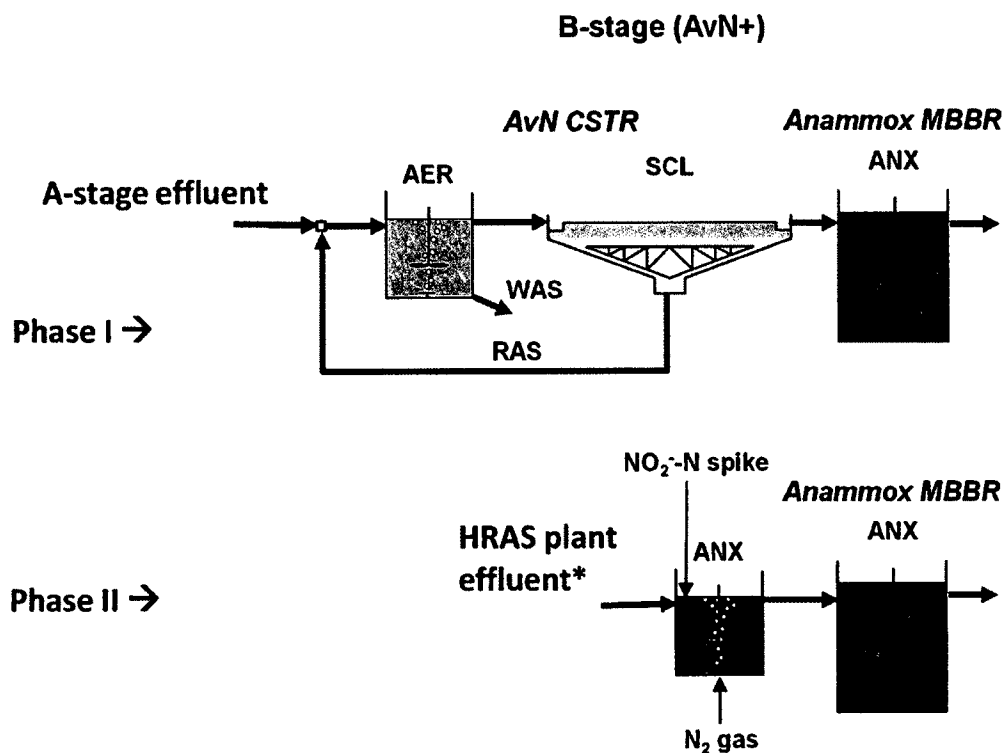 B-stage (AvN+)
AvN CSTR
Anammox MBBR
AER
SCL
ANX
A-stage effluent
WAS
Phase I →
RAS
NO₂⁻-N spike
Anammox MBBR
ANX
HRAS plant
effluent*
ANX
Phase II →
N₂ gas